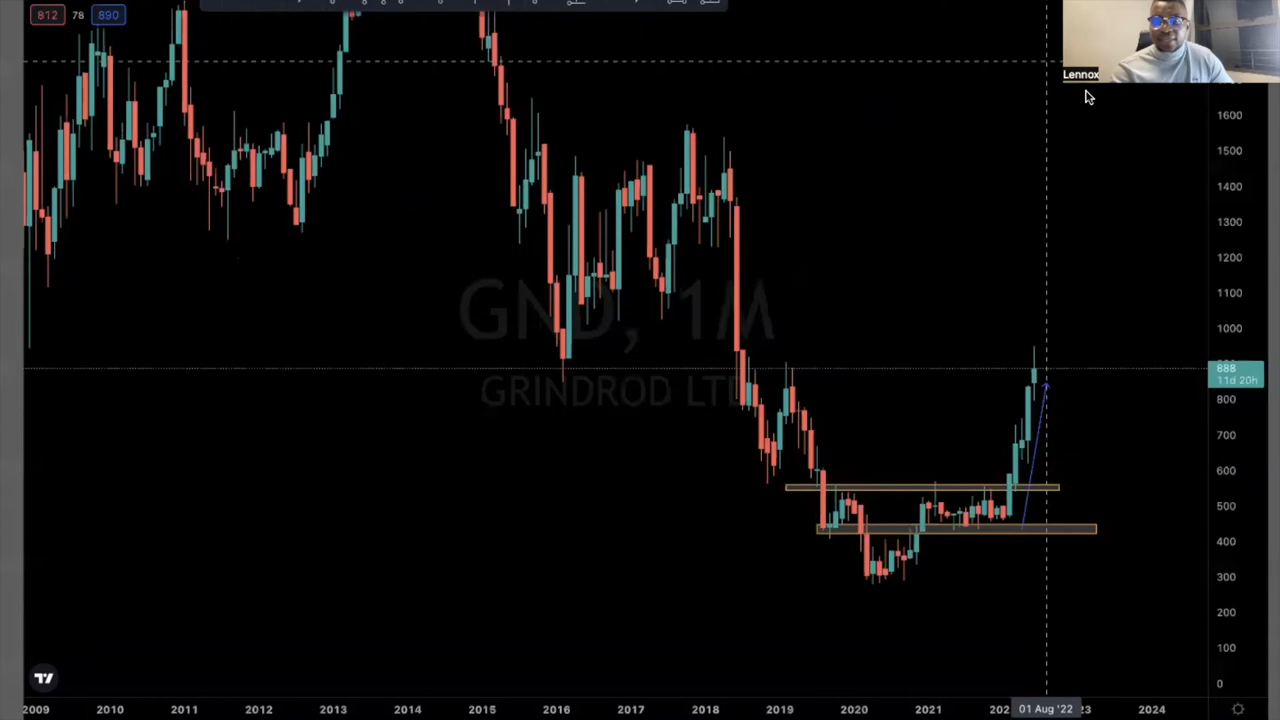 812 78 890
Lennox
1600
1500
1400
1300
1200
1100
1000
888
11d 20h
800
700
600
500
400
300
200
100
0
GND, 1M
GRINDROD LTD
2009 2010 2011 2012 2013 2014 2015 2016 2017 2018 2019 2020 2021 202 01 Aug '22 23 2024